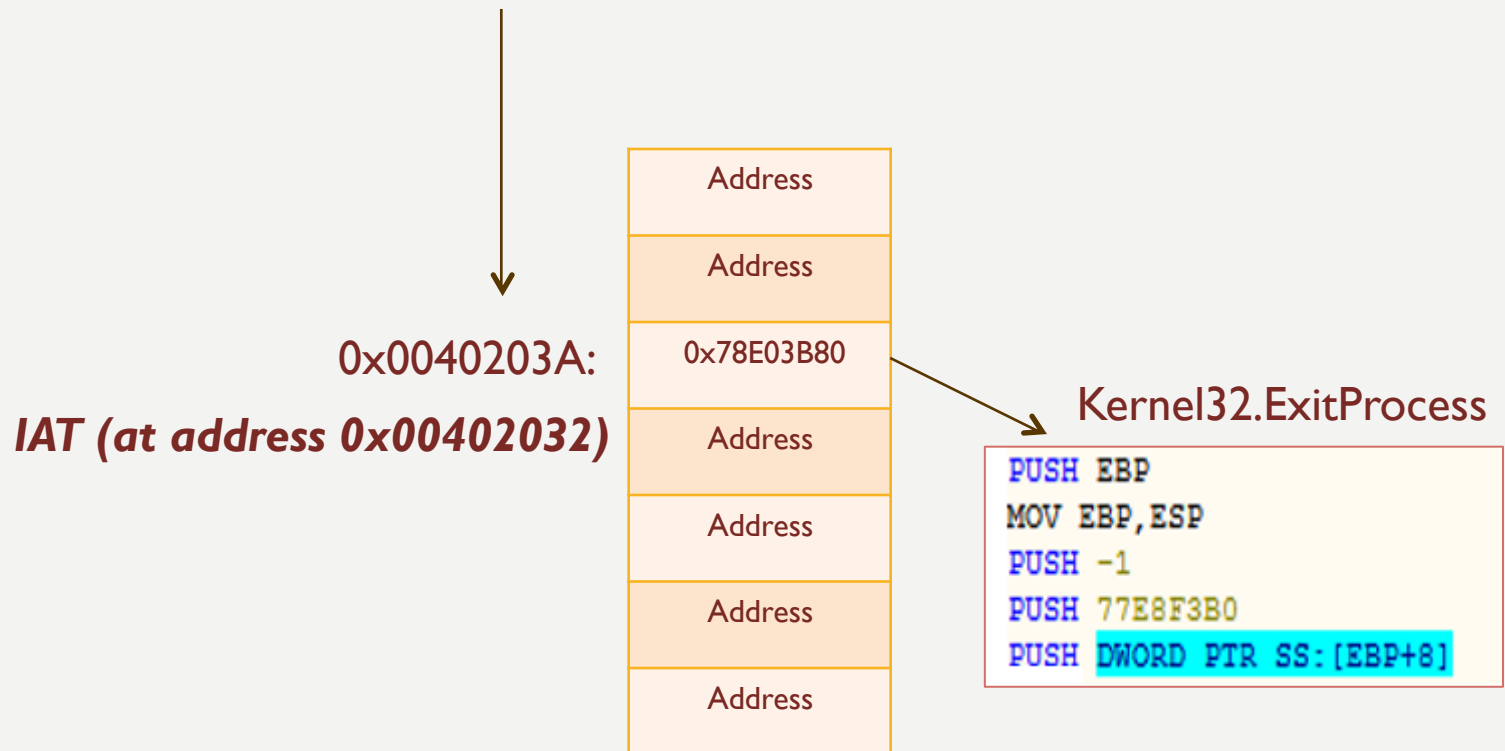 Address
Address
0x0040203A:
0x78E03B80
Kernel32.ExitProcess
IAT (at address 0x00402032)
Address
PUSH EBP
MOV EBP,ESP
PUSH -1
PUSH 77E8F3B0
PUSH DWORD PTR SS:[EBP+8]
Address
Address
Address